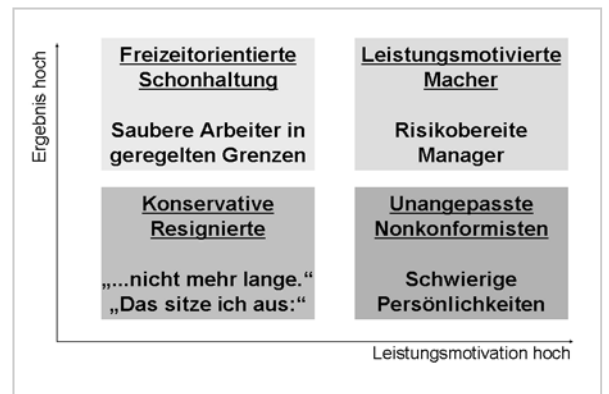 Ergebnis hoch
Freizeitorientierte
Schonhaltung
Saubere Arbeiter in
geregelten Grenzen
Leistungsmotivierte
Macher
Risikobereite
Manager
Konservative
Resignierte
„...nicht mehr lange.“
„Das sitze ich aus:“
Unangepasste
Nonkonformisten
Schwierige
Persönlichkeiten
Leistungsmotivation hoch